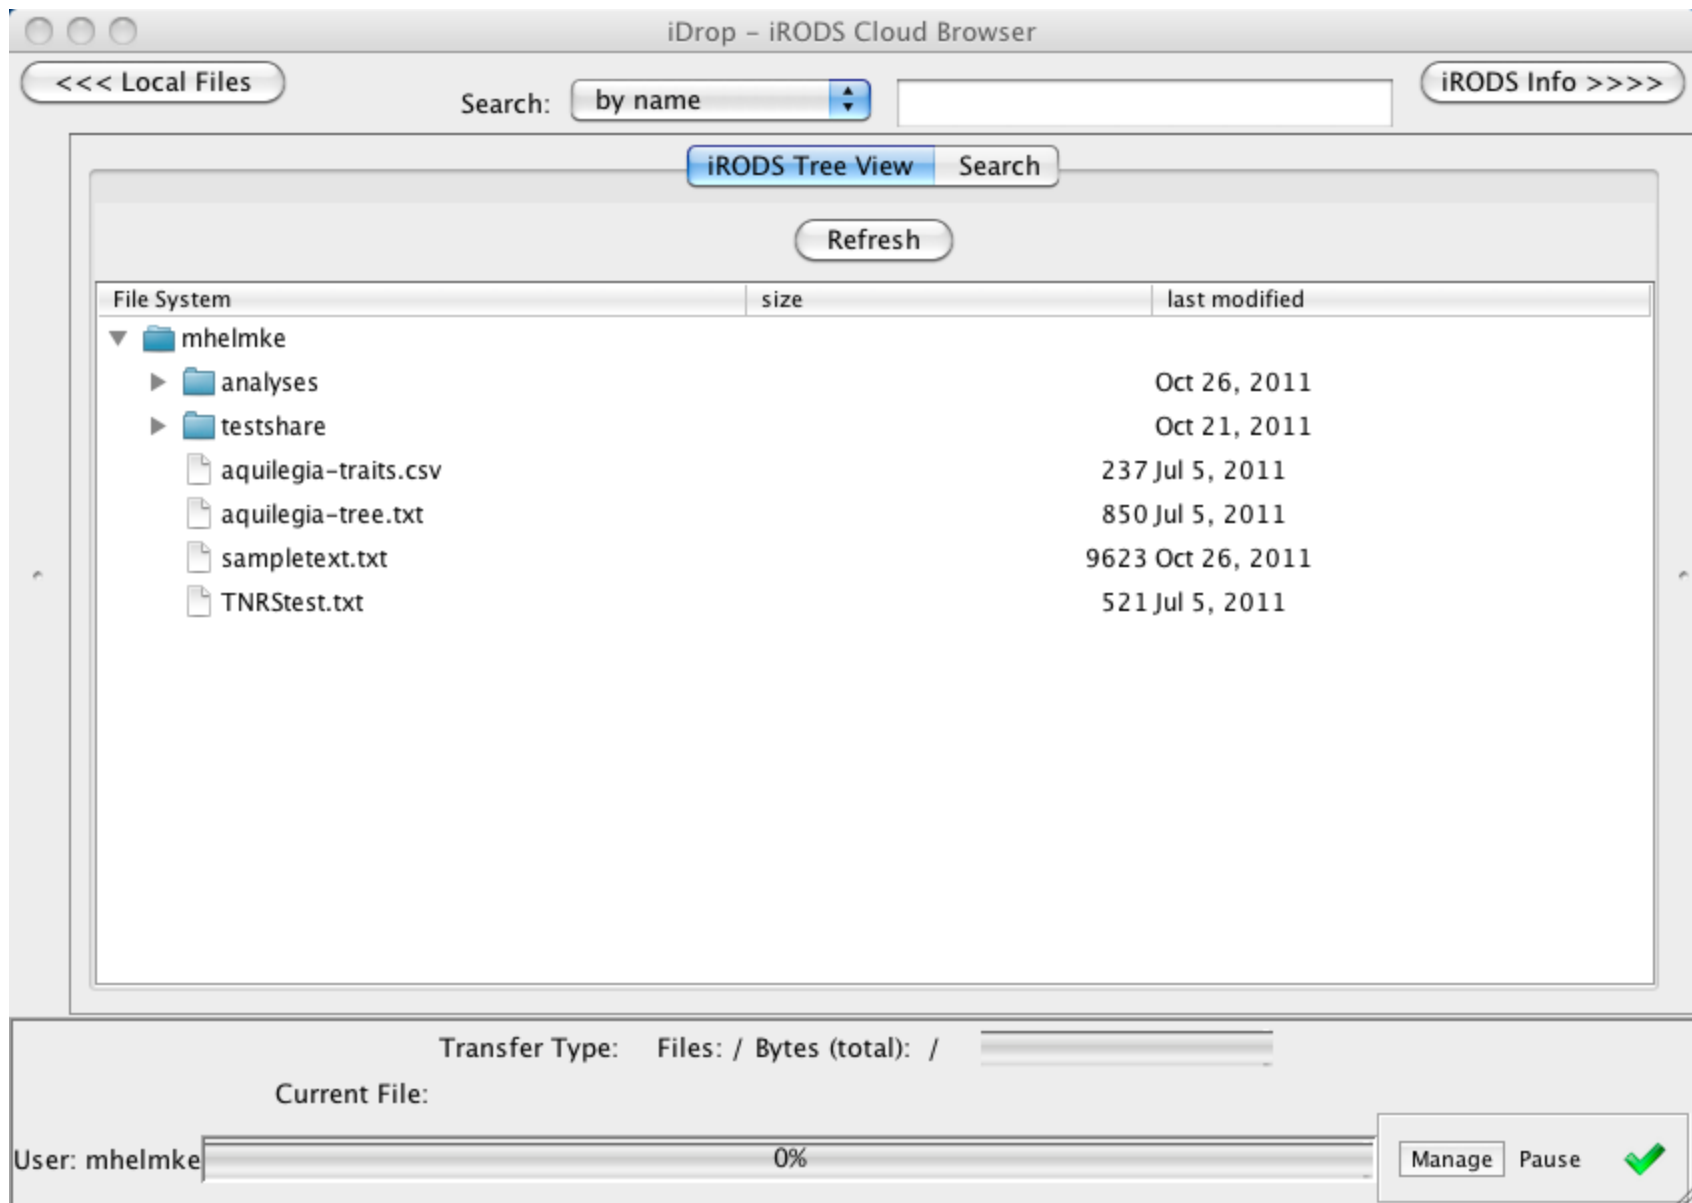 iDrop – iRODS Cloud Browser
<<< Local Files
Search: by name
iRODS Info >>>>
iRODS Tree View Search
Refresh
File System size last modified
mhelmke
analyses Oct 26, 2011
testshare Oct 21, 2011
aquilegia-traits.csv 237 Jul 5, 2011
aquilegia-tree.txt 850 Jul 5, 2011
sampletext.txt 9623 Oct 26, 2011
TNRStest.txt 521 Jul 5, 2011
Transfer Type: Files: / Bytes (total): /
Current File:
User: mhelmke 0% Manage Pause